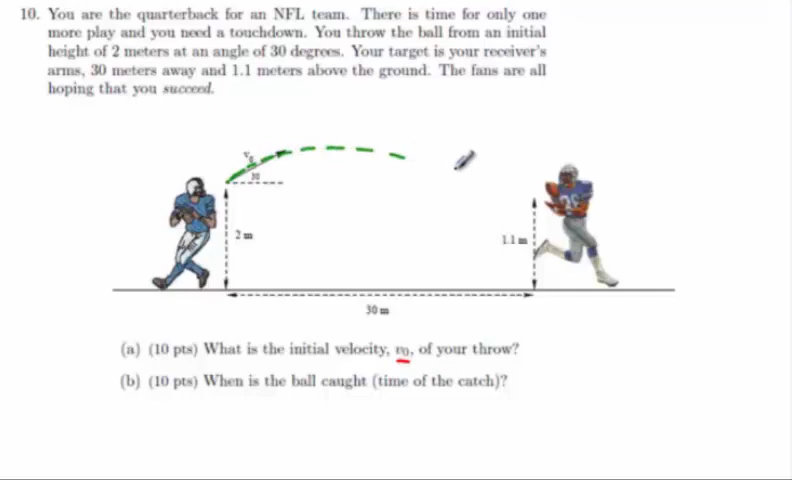 10. You are the quarterback for an NFL team. There is time for only one
more play and you need a touchdown. You throw the ball from an initial
height of 2 meters at an angle of 30 degrees. Your target is your receiver's
arms, 30 meters away and 1.1 meters above the ground. The fans are all
hoping that you succeed.
v₀
30
2 m
1.1 m
30 m
(a) (10 pts) What is the initial velocity, v₀, of your throw?
(b) (10 pts) When is the ball caught (time of the catch)?